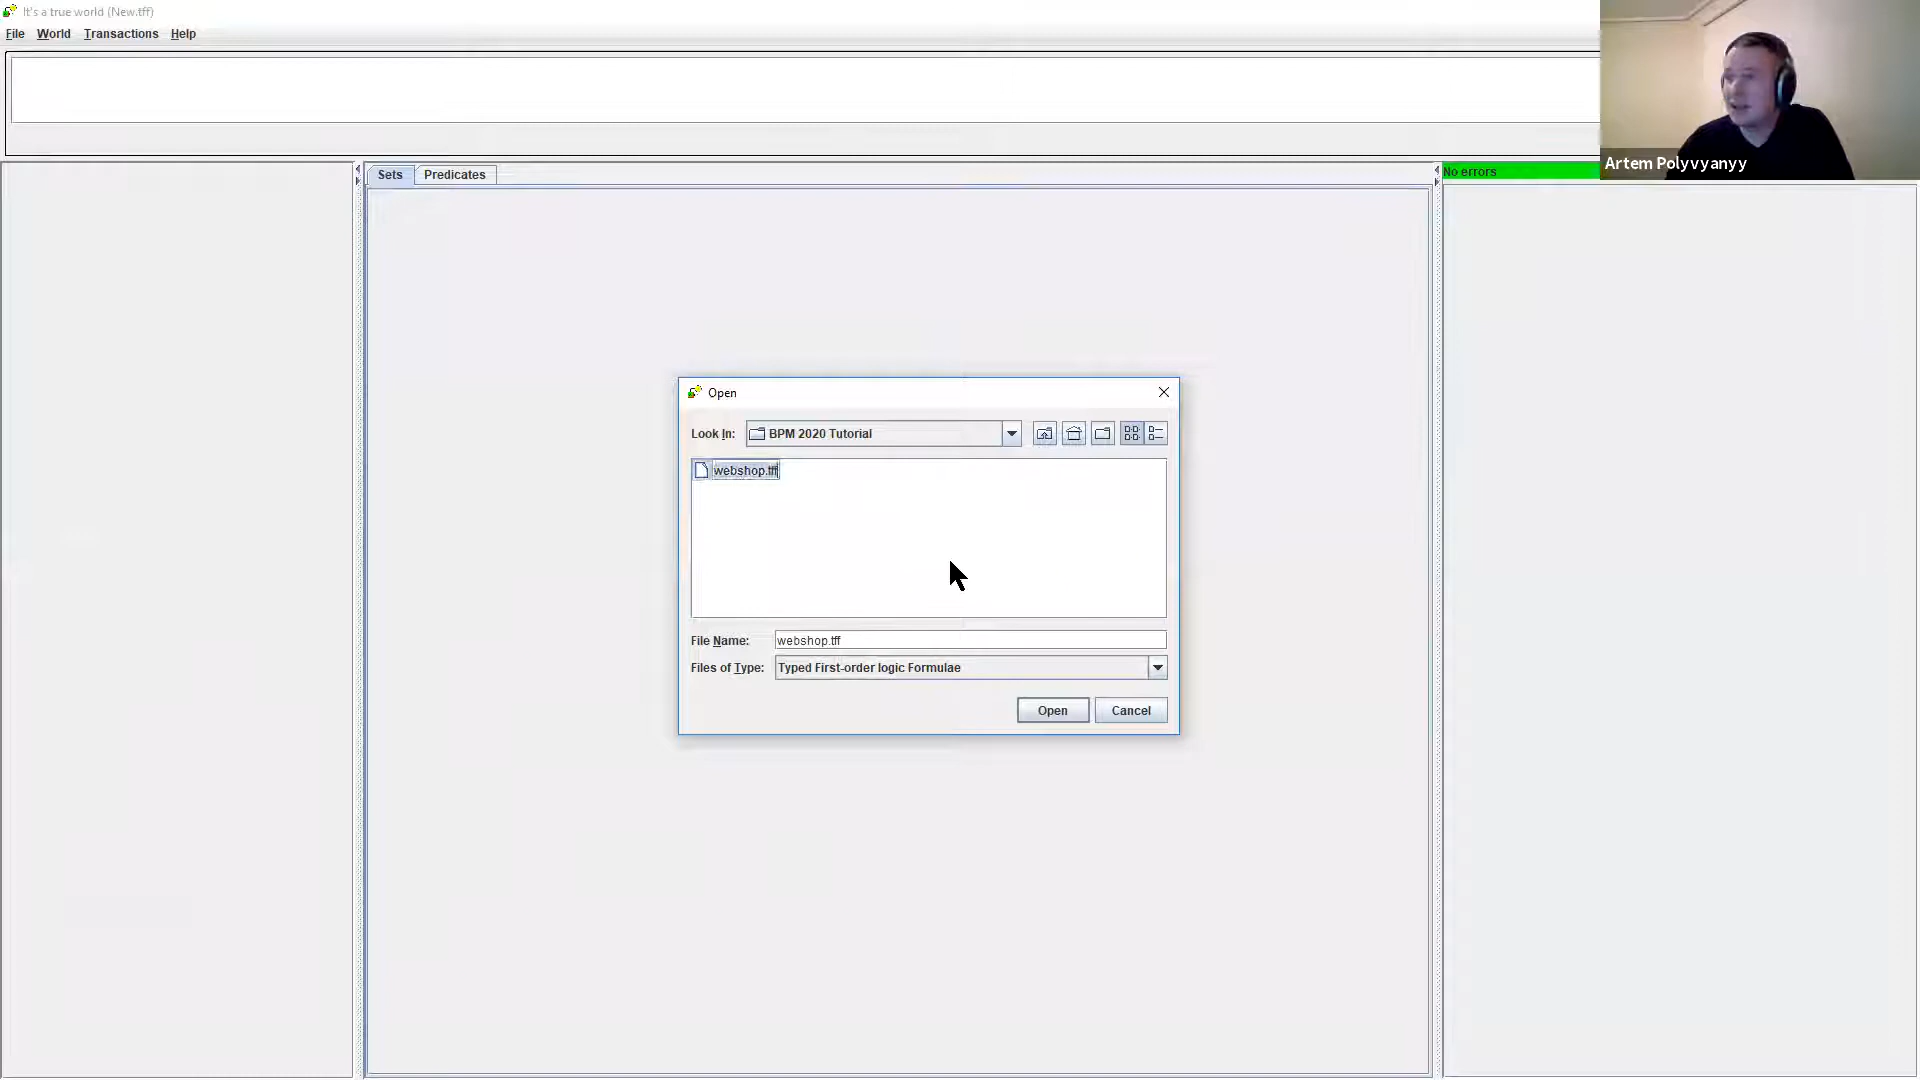 It's a true world (New.tff)
File World Transactions Help
Artem Polyvyanyy
Sets Predicates
No errors
Open
Look In: BPM 2020 Tutorial
webshop.tff
File Name: webshop.tff
Files of Type: Typed First-order logic Formulae
Open Cancel